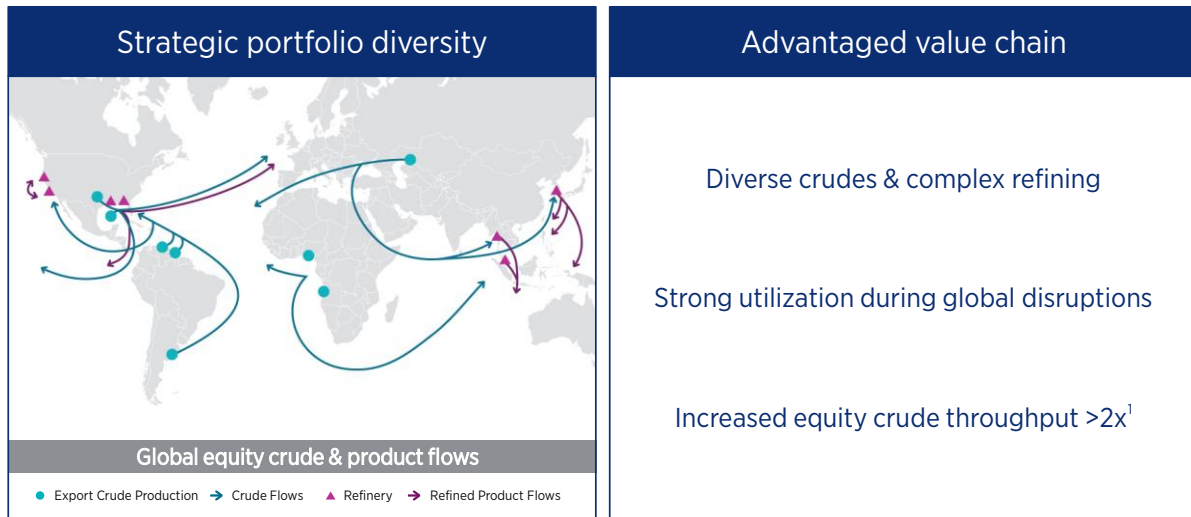 Strategic portfolio diversity
Global equity crude & product flows
Export Crude Production
Crude Flows
Refinery
Refined Product Flows
Advantaged value chain
Diverse crudes & complex refining
Strong utilization during global disruptions
Increased equity crude throughput >2x¹